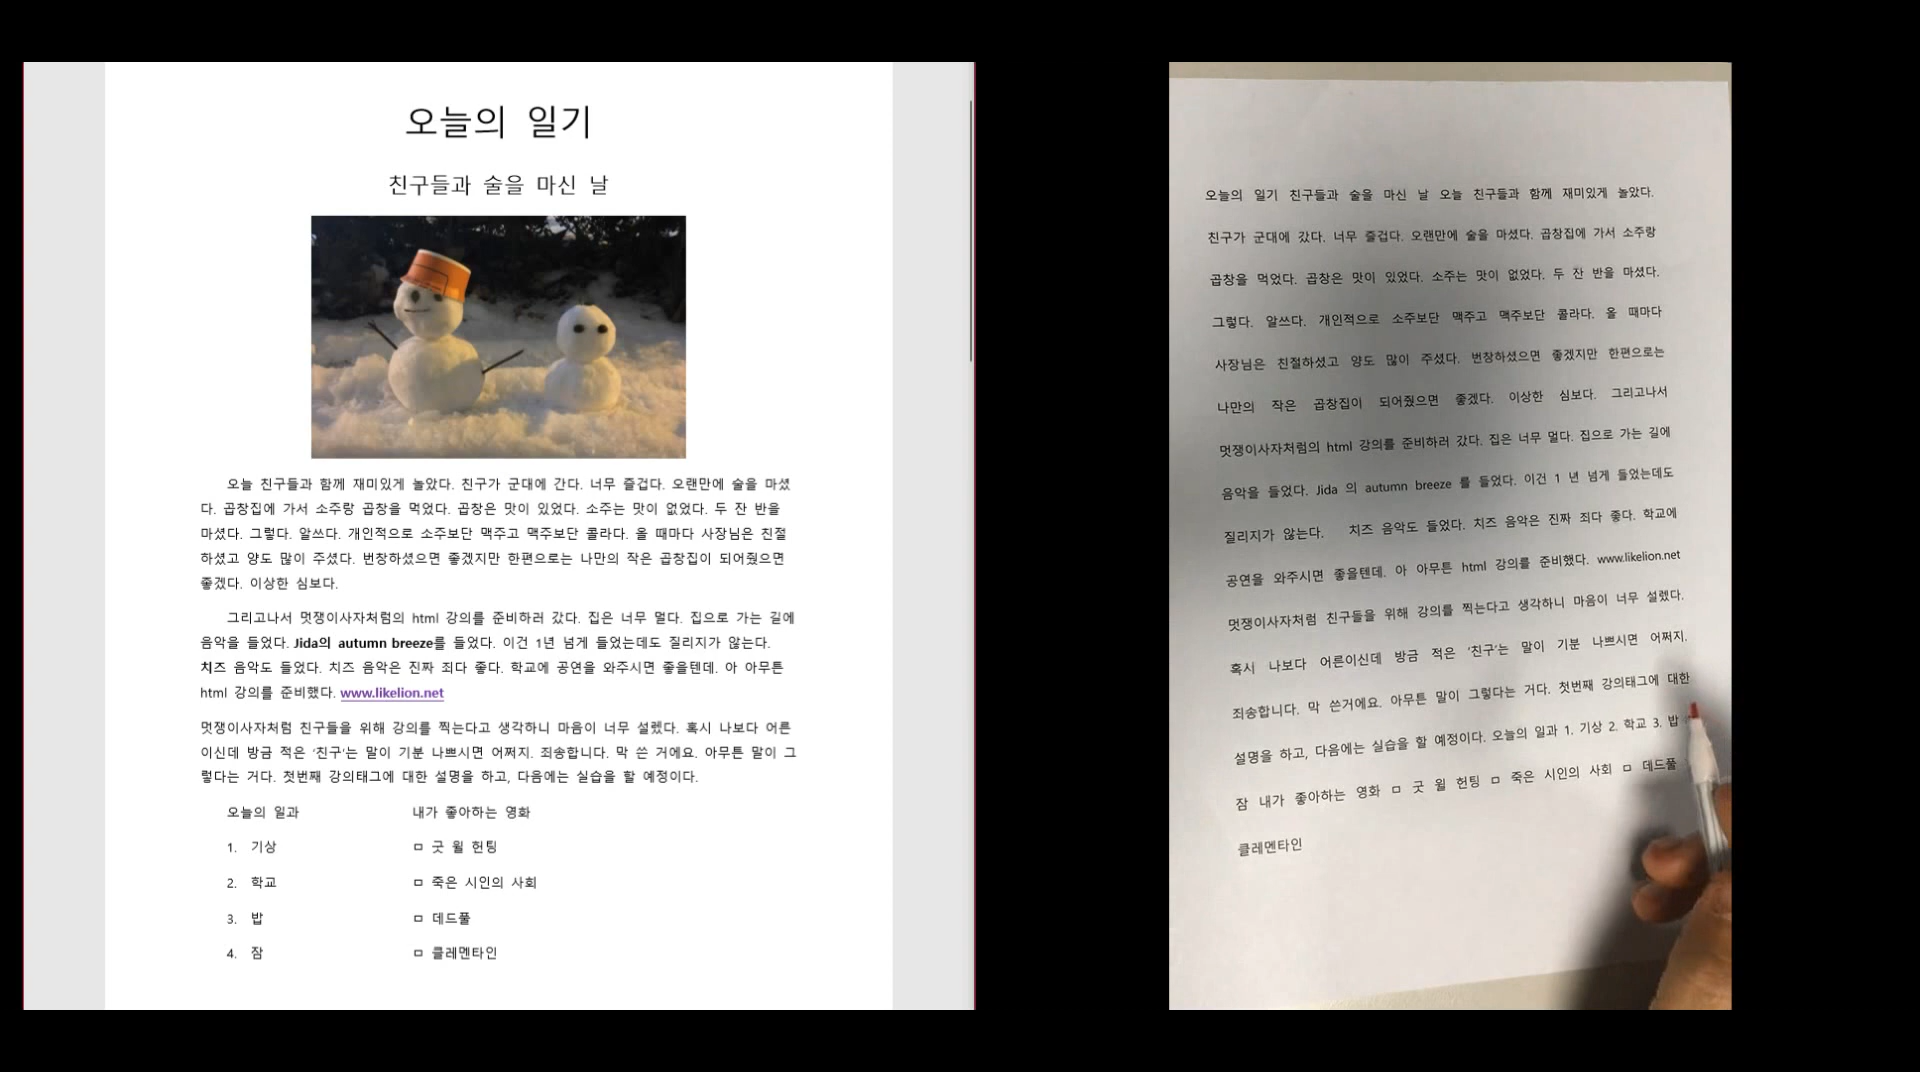 오늘의 일기
친구들과 술을 마신 날
오늘 친구들과 함께 재미있게 놀았다. 친구가 군대에 간다. 너무 즐겁다. 오랜만에 술을 마셨
다. 곱창집에 가서 소주랑 곱창을 먹었다. 곱창은 맛이 있었다. 소주는 맛이 없었다. 두 잔 반을
마셨다. 그렇다. 알쓰다. 개인적으로 소주보단 맥주고 맥주보단 콜라다. 올 때마다 사장님은 친절
하셨고 양도 많이 주셨다. 번창하셨으면 좋겠지만 한편으로는 나만의 작은 곱창집이 되어줬으면
좋겠다. 이상한 심보다.
그리고나서 멋쟁이사자처럼의 html 강의를 준비하러 갔다. 집은 너무 멀다. 집으로 가는 길에
음악을 들었다. Jida의 autumn breeze를 들었다. 이건 1년 넘게 들었는데도 질리지가 않는다.
치즈 음악도 들었다. 치즈 음악은 진짜 죄다 좋다. 학교에 공연을 와주시면 좋을텐데. 아 아무튼
html 강의를 준비했다. www.likelion.net
멋쟁이사자처럼 친구들을 위해 강의를 찍는다고 생각하니 마음이 너무 설렜다. 혹시 나보다 어른
이신데 방금 적은 '친구'는 말이 기분 나쁘시면 어쩌지. 죄송합니다. 막 쓴 거에요. 아무튼 말이 그
렇다는 거다. 첫번째 강의태그에 대한 설명을 하고, 다음에는 실습을 할 예정이다.
오늘의 일과 내가 좋아하는 영화
1. 기상 ㅁ 굿 윌 헌팅
2. 학교 ㅁ 죽은 시인의 사회
3. 밥 ㅁ 데드풀
4. 잠 ㅁ 클레멘타인
오늘의 일기 친구들과 술을 마신 날 오늘 친구들과 함께 재미있게 놀았다.
친구가 군대에 갔다. 너무 즐겁다. 오랜만에 술을 마셨다. 곱창집에 가서 소주랑
곱창을 먹었다. 곱창은 맛이 있었다. 소주는 맛이 없었다. 두 잔 반을 마셨다.
그렇다. 알쓰다. 개인적으로 소주보단 맥주고 맥주보단 콜라다. 올 때마다
사장님은 친절하셨고 양도 많이 주셨다. 번창하셨으면 좋겠지만 한편으로는
나만의 작은 곱창집이 되어줬으면 좋겠다. 이상한 심보다. 그리고나서
멋쟁이사자처럼의 html 강의를 준비하러 갔다. 집은 너무 멀다. 집으로 가는 길에
음악을 들었다. Jida 의 autumn breeze 를 들었다. 이건 1 년 넘게 들었는데도
질리지가 않는다. 치즈 음악도 들었다. 치즈 음악은 진짜 죄다 좋다. 학교에
공연을 와주시면 좋을텐데. 아 아무튼 html 강의를 준비했다. www.likelion.net
멋쟁이사자처럼 친구들을 위해 강의를 찍는다고 생각하니 마음이 너무 설렜다.
혹시 나보다 어른이신데 방금 적은 '친구'는 말이 기분 나쁘시면 어쩌지.
죄송합니다. 막 쓴거에요. 아무튼 말이 그렇다는 거다. 첫번째 강의태그에 대한
설명을 하고, 다음에는 실습을 할 예정이다. 오늘의 일과 1. 기상 2. 학교 3. 밥
잠 내가 좋아하는 영화 ㅁ 굿 윌 헌팅 ㅁ 죽은 시인의 사회 ㅁ 데드풀
클레멘타인